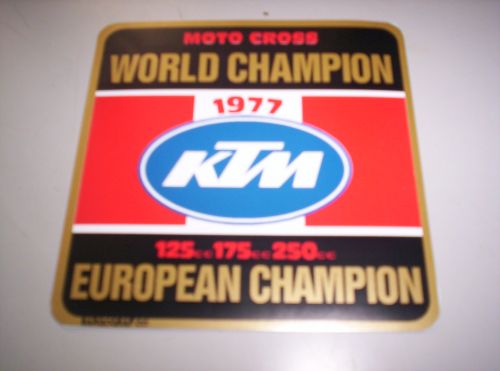 MOTO CROSS
WORLD CHAMPION
1977
KTM
125cc 175cc 250cc
EUROPEAN CHAMPION